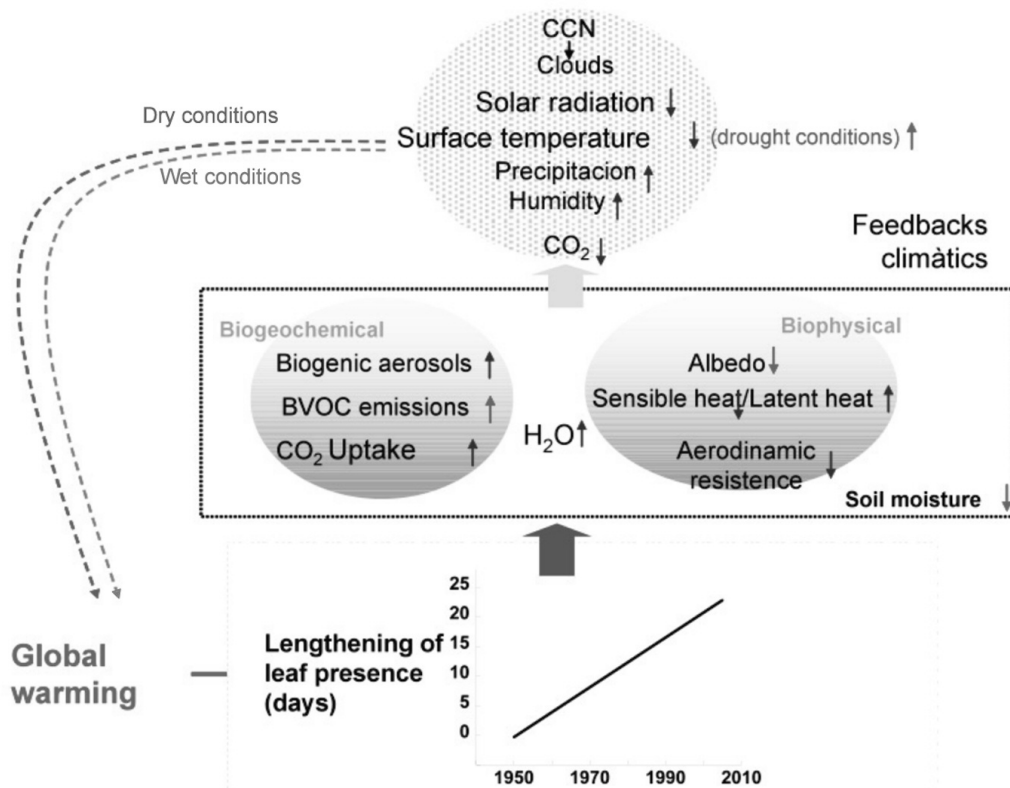 CCN
Clouds
Solar radiation ↓
Surface temperature ↓ (drought conditions) ↑
Precipitacion ↑
Humidity ↑
CO₂ ↓
Dry conditions
Wet conditions
Feedbacks
climàtics
Biogeochemical
Biogenic aerosols ↑
BVOC emissions ↑
CO₂ Uptake ↑
H₂O ↑
Biophysical
Albedo ↓
Sensible heat/Latent heat ↑
Aerodinamic
resistence ↓
Soil moisture ↓
Global
warming
Lengthening of
leaf presence
(days)
25
20
15
10
5
0
1950 1970 1990 2010